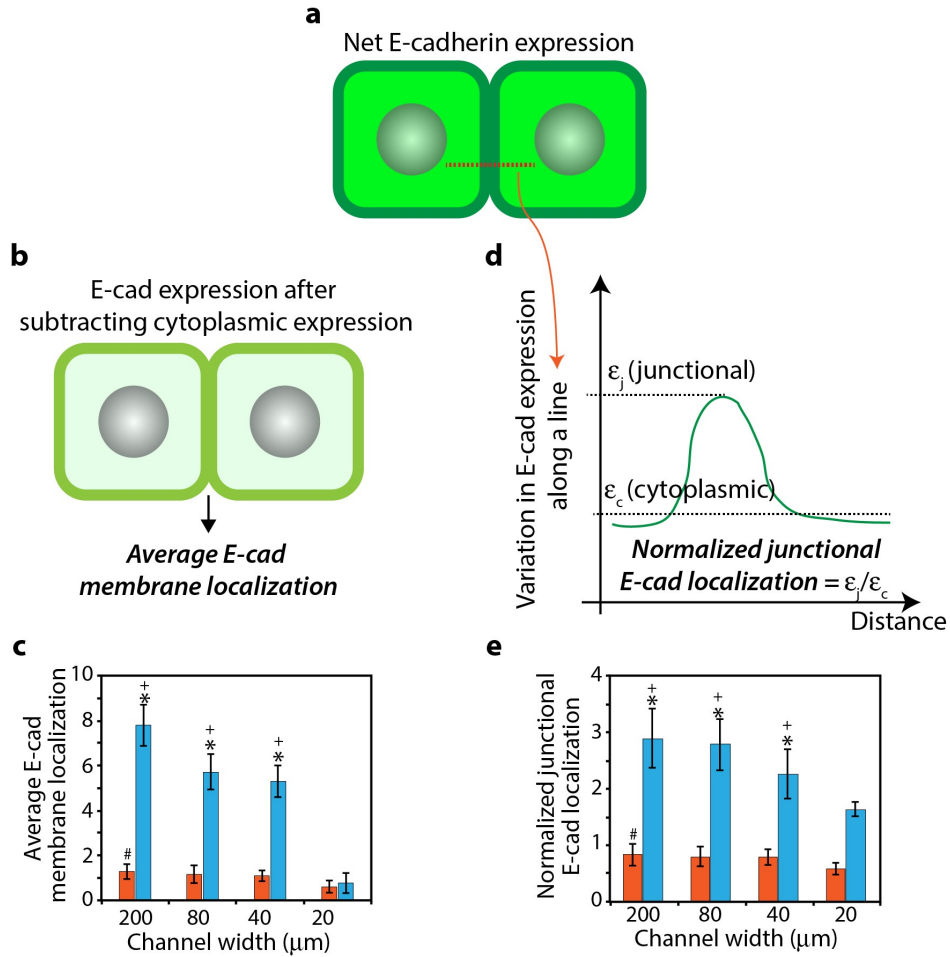 a
Net E-cadherin expression
b
E-cad expression after
subtracting cytoplasmic expression
Average E-cad
membrane localization
d
Variation in E-cad expression
along a line
εj (junctional)
εc (cytoplasmic)
Normalized junctional
E-cad localization = εj/εc
Distance
c
Average E-cad
membrane localization
10
8
6
4
2
0
+
*
+
*
+
*
#
200 80 40 20
Channel width (μm)
e
Normalized junctional
E-cad localization
4
3
2
1
0
+
*
+
*
+
*
#
200 80 40 20
Channel width (μm)